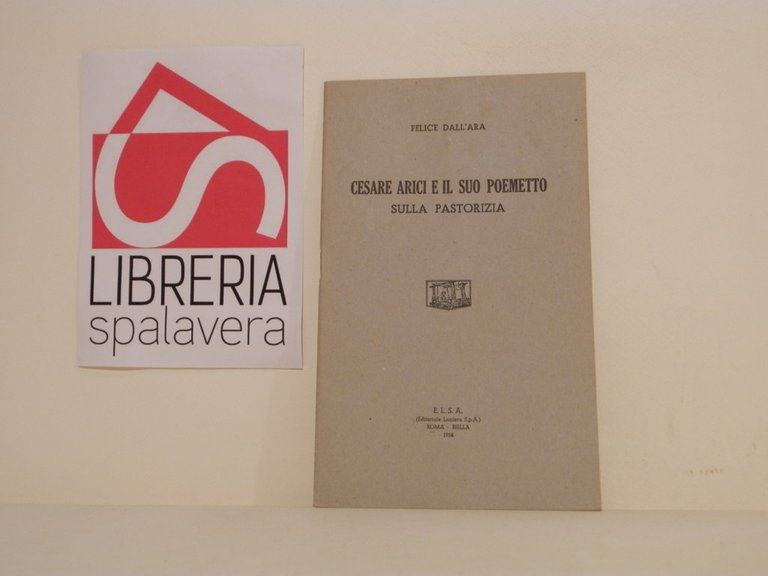 LIBRERIA
spalavera
FELICE DALL'ARA
CESARE ARICI E IL SUO POEMETTO
SULLA PASTORIZIA
E. L. S. A.
(Editoriale Laniera S.p.A.)
ROMA - BIELLA